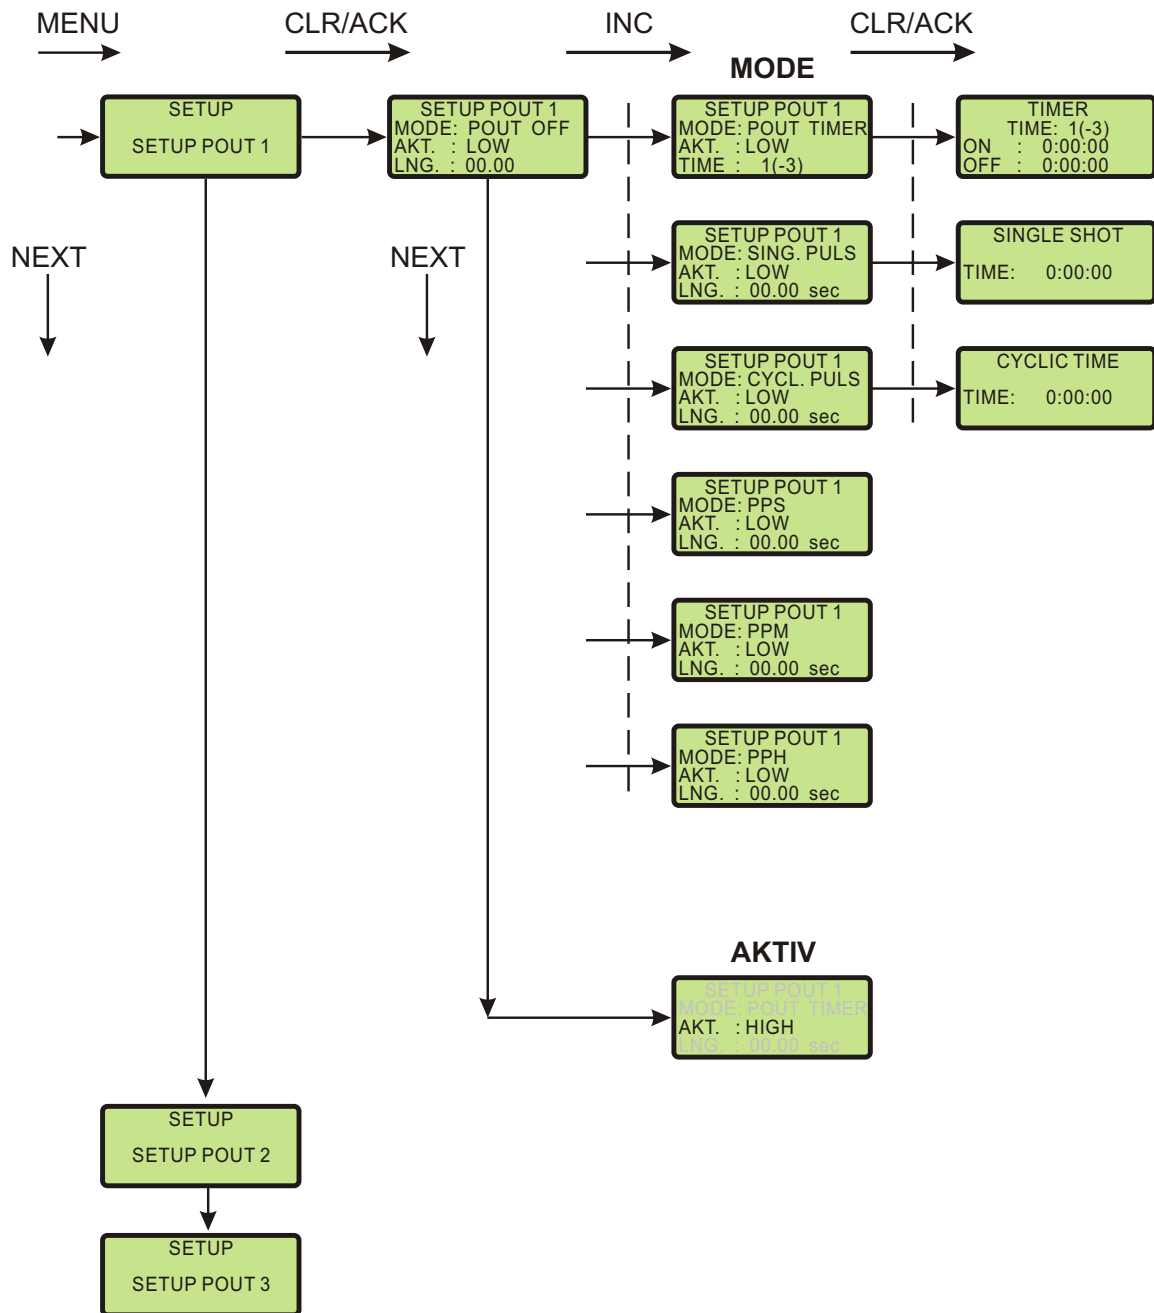 MENU
CLR/ACK
INC
CLR/ACK
MODE
SETUP
SETUP POUT 1
SETUP POUT 1
MODE: POUT OFF
AKT. : LOW
LNG. : 00.00
SETUP POUT 1
MODE: POUT TIMER
AKT. : LOW
TIME : 1(-3)
TIMER
TIME: 1(-3)
ON : 0:00:00
OFF : 0:00:00
NEXT
NEXT
SETUP POUT 1
MODE: SING. PULS
AKT. : LOW
LNG. : 00.00 sec
SINGLE SHOT
TIME: 0:00:00
SETUP POUT 1
MODE: CYCL. PULS
AKT. : LOW
LNG. : 00.00 sec
CYCLIC TIME
TIME: 0:00:00
SETUP POUT 1
MODE: PPS
AKT. : LOW
LNG. : 00.00 sec
SETUP POUT 1
MODE: PPM
AKT. : LOW
LNG. : 00.00 sec
SETUP POUT 1
MODE: PPH
AKT. : LOW
LNG. : 00.00 sec
AKTIV
SETUP POUT 1
MODE: POUT TIMER
AKT. : HIGH
LNG : 00.00 sec
SETUP
SETUP POUT 2
SETUP
SETUP POUT 3